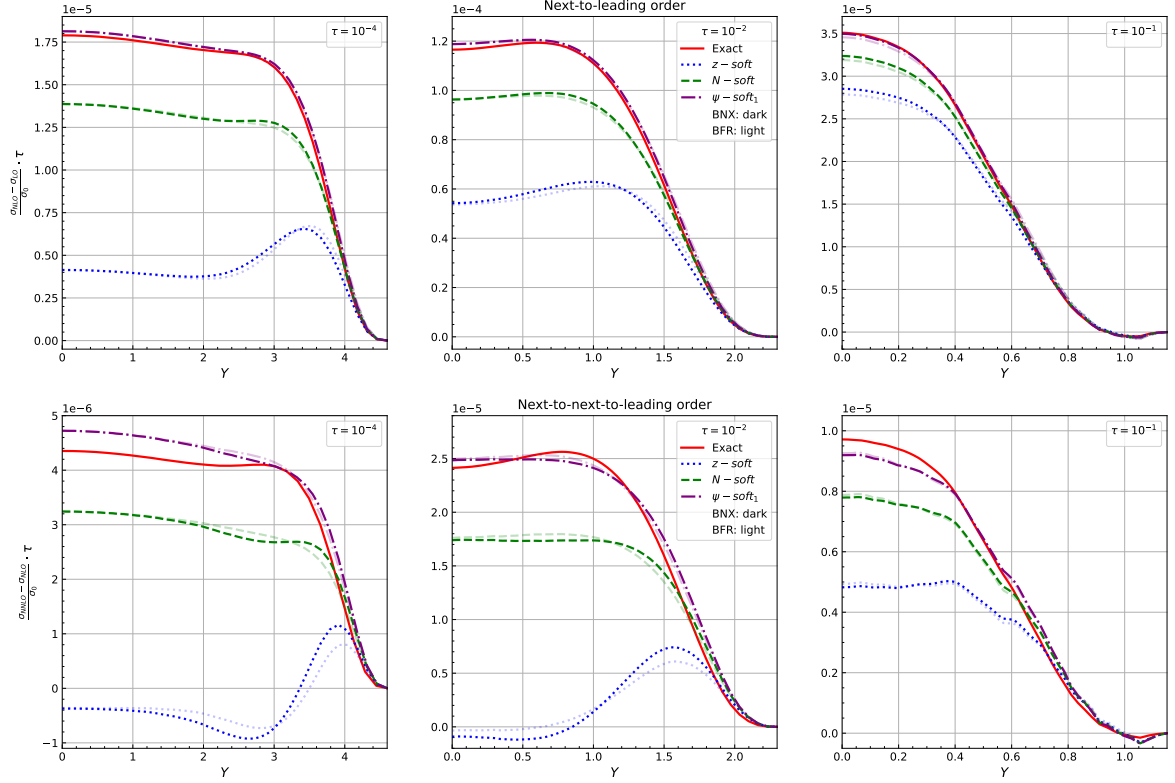 Next-to-leading order
1e−5
τ = 10⁻⁴
1.75
1.50
1.25
1.00
0.75
0.50
0.25
0.00
(σ_NLO − σ_LO)/σ₀ · τ
0 1 2 3 4
Y
1e−4
τ = 10⁻²
Exact
z − soft
N − soft
ψ − soft₁
BNX: dark
BFR: light
1.2
1.0
0.8
0.6
0.4
0.2
0.0
0.0 0.5 1.0 1.5 2.0
Y
1e−5
τ = 10⁻¹
3.5
3.0
2.5
2.0
1.5
1.0
0.5
0.0
0.0 0.2 0.4 0.6 0.8 1.0
Y
Next-to-next-to-leading order
1e−6
τ = 10⁻⁴
5
4
3
2
1
0
−1
(σ_NNLO − σ_NLO)/σ₀ · τ
0 1 2 3 4
Y
1e−5
τ = 10⁻²
Exact
z − soft
N − soft
ψ − soft₁
BNX: dark
BFR: light
2.5
2.0
1.5
1.0
0.5
0.0
0.0 0.5 1.0 1.5 2.0
Y
1e−5
τ = 10⁻¹
1.0
0.8
0.6
0.4
0.2
0.0
0.0 0.2 0.4 0.6 0.8 1.0
Y